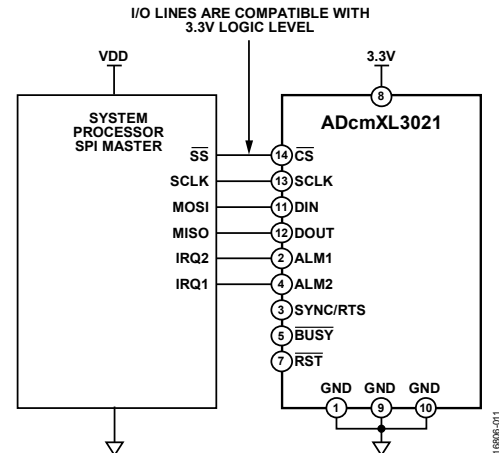 I/O LINES ARE COMPATIBLE WITH
3.3V LOGIC LEVEL
VDD
3.3V
8
SYSTEM
PROCESSOR
SPI MASTER
ADcmXL3021
SS 14 CS
SCLK 13 SCLK
MOSI 11 DIN
MISO 12 DOUT
IRQ2 2 ALM1
IRQ1 4 ALM2
3 SYNC/RTS
5 BUSY
7 RST
GND GND GND
1 9 10
16806-011